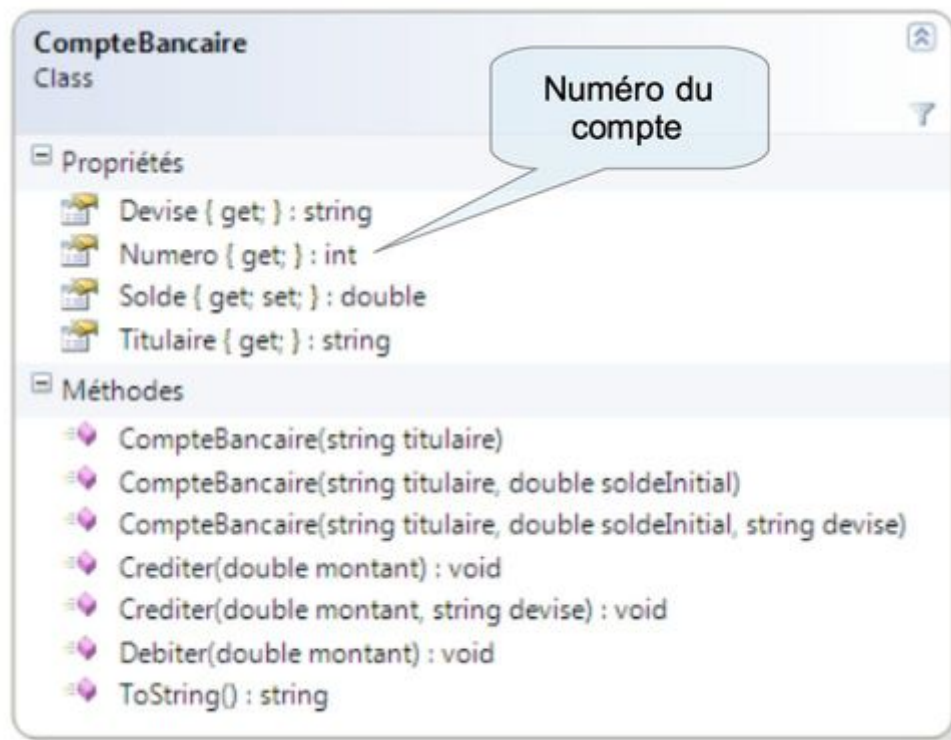 CompteBancaire
Class
Numéro du
compte
Propriétés
Devise { get; } : string
Numero { get; } : int
Solde { get; set; } : double
Titulaire { get; } : string
Méthodes
CompteBancaire(string titulaire)
CompteBancaire(string titulaire, double soldeInitial)
CompteBancaire(string titulaire, double soldeInitial, string devise)
Crediter(double montant) : void
Crediter(double montant, string devise) : void
Debiter(double montant) : void
ToString() : string